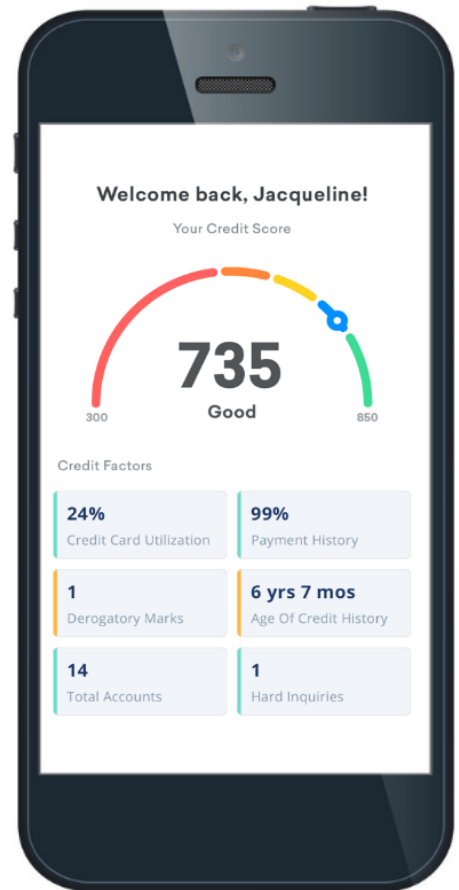 Welcome back, Jacqueline!
Your Credit Score
735
300
Good
850
Credit Factors
24%
Credit Card Utilization
99%
Payment History
1
Derogatory Marks
6 yrs 7 mos
Age Of Credit History
14
Total Accounts
1
Hard Inquiries